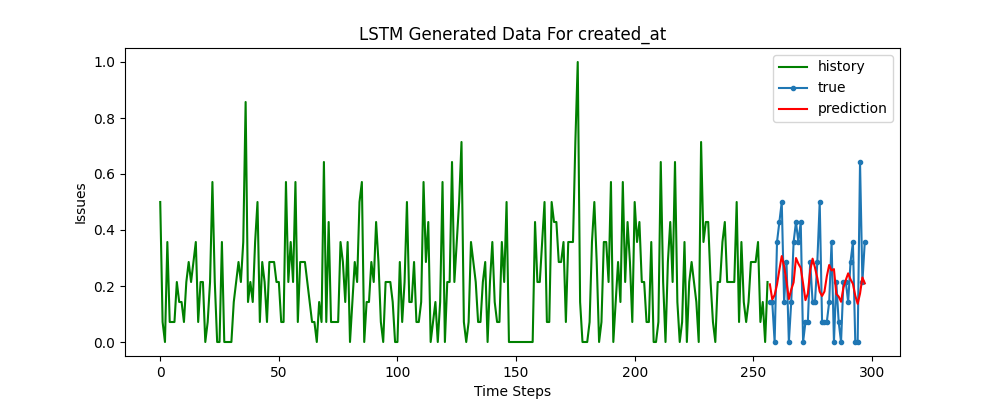 LSTM Generated Data For created_at
history
true
prediction
1.0
0.8
0.6
0.4
0.2
0.0
Issues
0
50
100
150
200
250
300
Time Steps